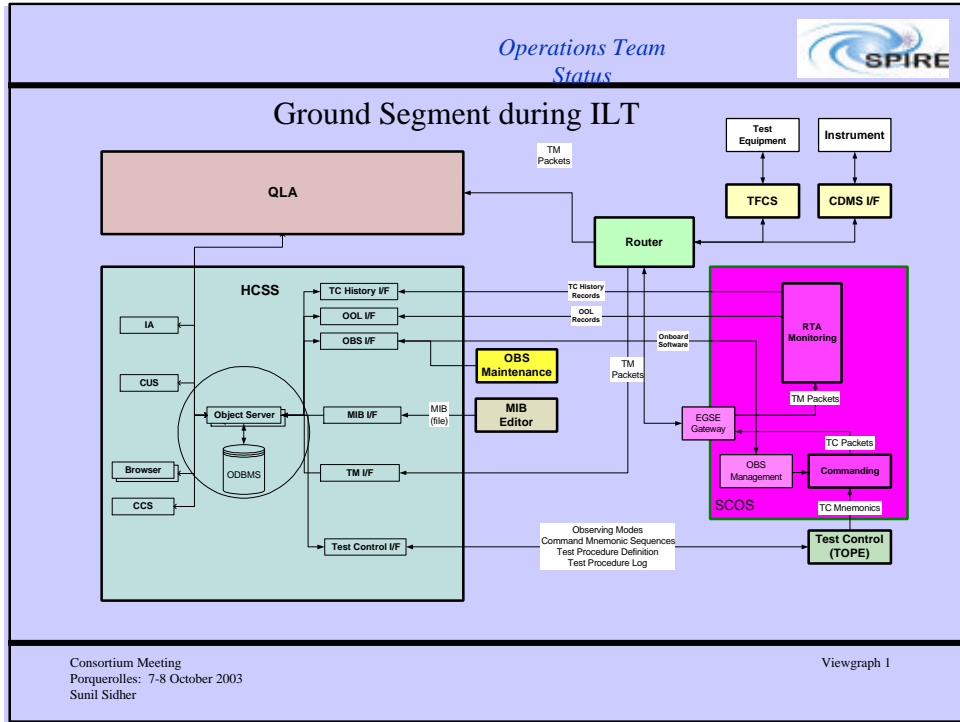 Operations Team
Status
SPIRE
Ground Segment during ILT
TM
Packets
Test
Equipment
Instrument
QLA
TFCS
CDMS I/F
Router
HCSS
TC History I/F
TC History
Records
OOL I/F
OOL
Records
RTA
Monitoring
IA
OBS I/F
Onboard
Software
OBS
Maintenance
TM
Packets
CUS
TM Packets
Object Server
MIB I/F
MIB
(file)
MIB
Editor
EGSE
Gateway
TC Packets
Browser
ODBMS
TM I/F
OBS
Management
Commanding
CCS
SCOS
TC Mnemonics
Test Control I/F
Observing Modes
Command Mnemonic Sequences
Test Procedure Definition
Test Procedure Log
Test Control
(TOPE)
Consortium Meeting
Porquerolles: 7-8 October 2003
Sunil Sidher
Viewgraph 1